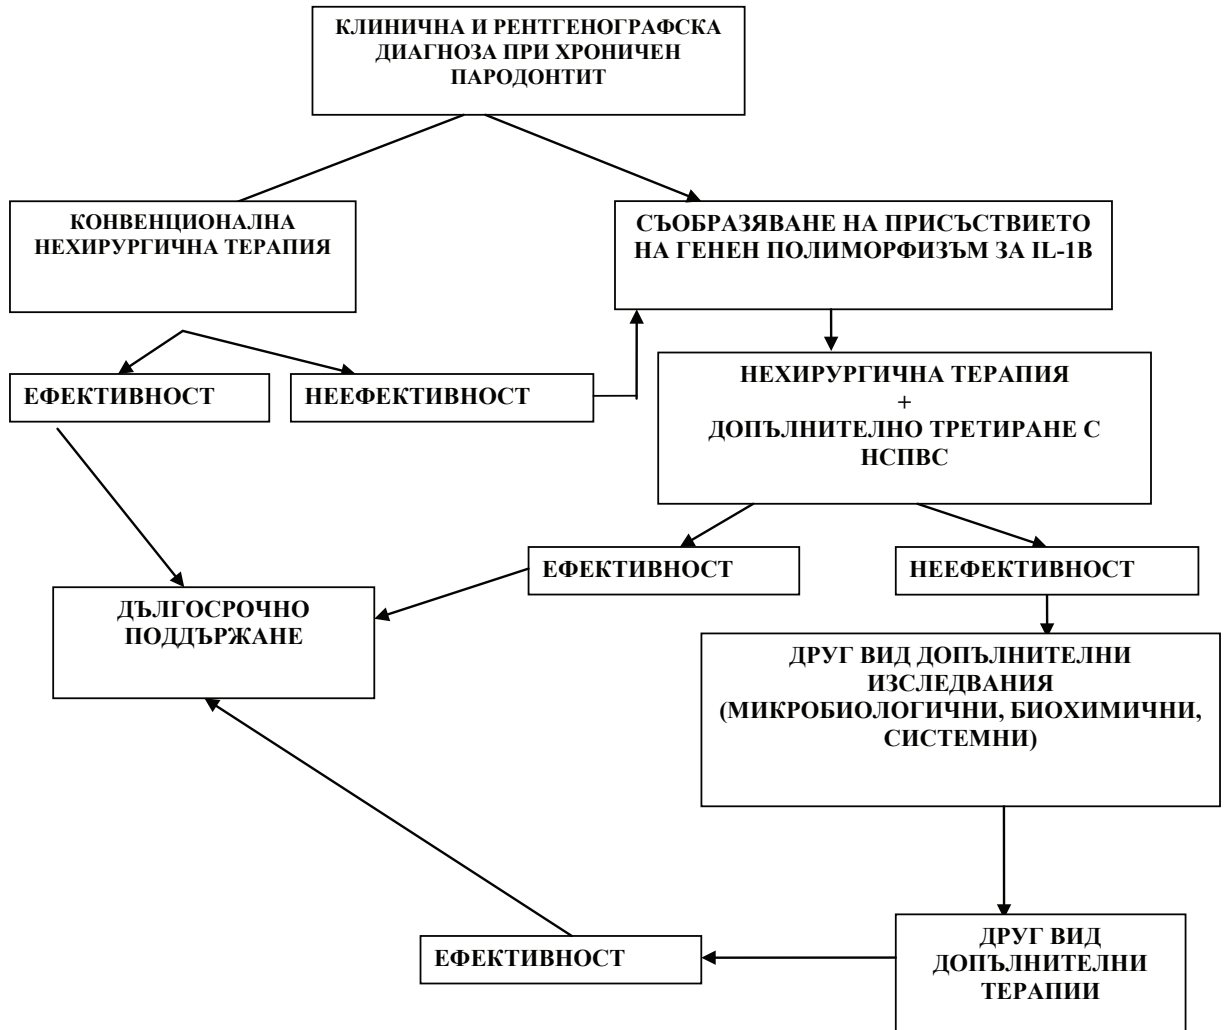 КЛИНИЧНА И РЕНТГЕНОГРАФСКА
ДИАГНОЗА ПРИ ХРОНИЧЕН
ПАРОДОНТИТ
КОНВЕНЦИОНАЛНА
НЕХИРУРГИЧНА ТЕРАПИЯ
СЪОБРАЗЯВАНЕ НА ПРИСЪСТВИЕТО
НА ГЕНЕН ПОЛИМОРФИЗЪМ ЗА IL-1B
ЕФЕКТИВНОСТ
НЕЕФЕКТИВНОСТ
НЕХИРУРГИЧНА ТЕРАПИЯ
+
ДОПЪЛНИТЕЛНО ТРЕТИРАНЕ С
НСПВС
ЕФЕКТИВНОСТ
НЕЕФЕКТИВНОСТ
ДЪЛГОСРОЧНО
ПОДДЪРЖАНЕ
ДРУГ ВИД ДОПЪЛНИТЕЛНИ
ИЗСЛЕДВАНИЯ
(МИКРОБИОЛОГИЧНИ, БИОХИМИЧНИ,
СИСТЕМНИ)
ЕФЕКТИВНОСТ
ДРУГ ВИД
ДОПЪЛНИТЕЛНИ
ТЕРАПИИ